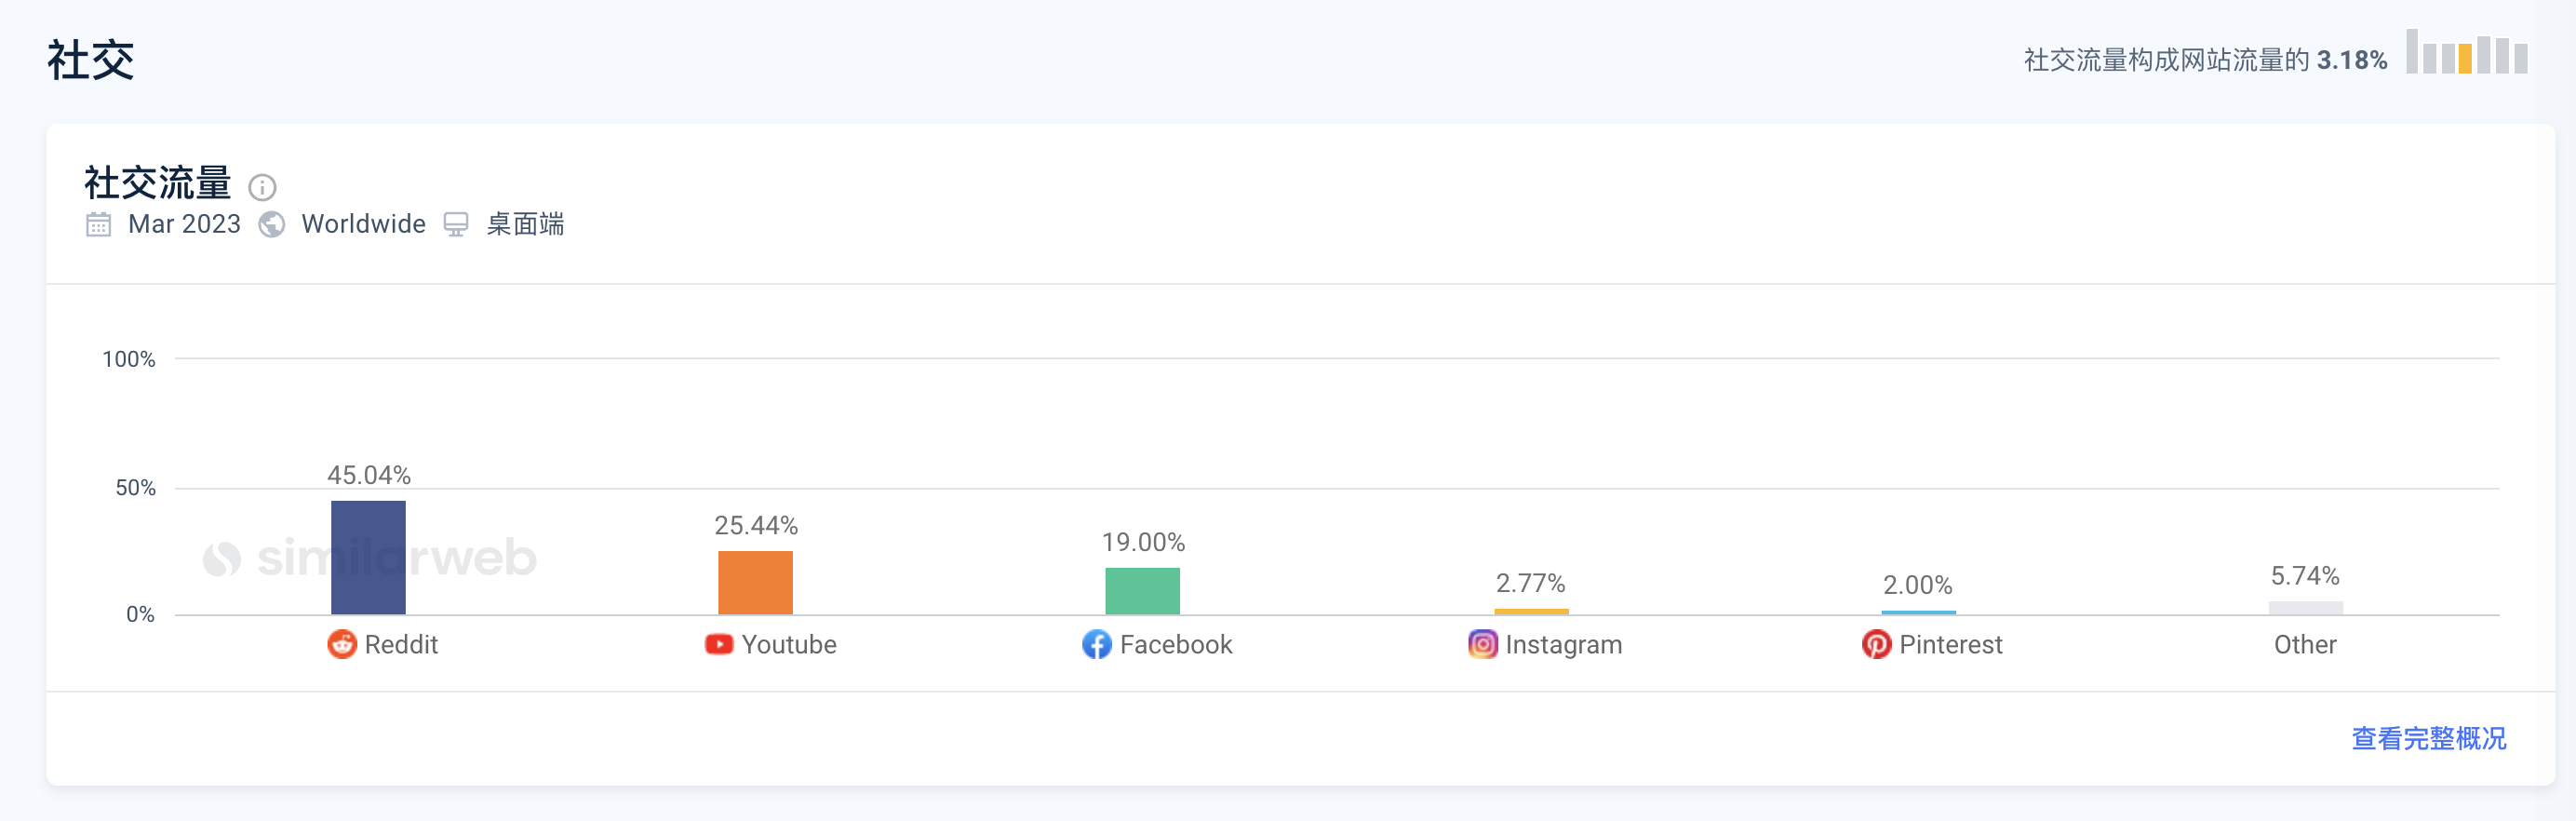 社交
社交流量构成网站流量的 3.18%
社交流量
Mar 2023 Worldwide 桌面端
100%
50%
0%
45.04%
25.44%
19.00%
2.77%
2.00%
5.74%
similarweb
Reddit Youtube Facebook Instagram Pinterest Other
查看完整概况